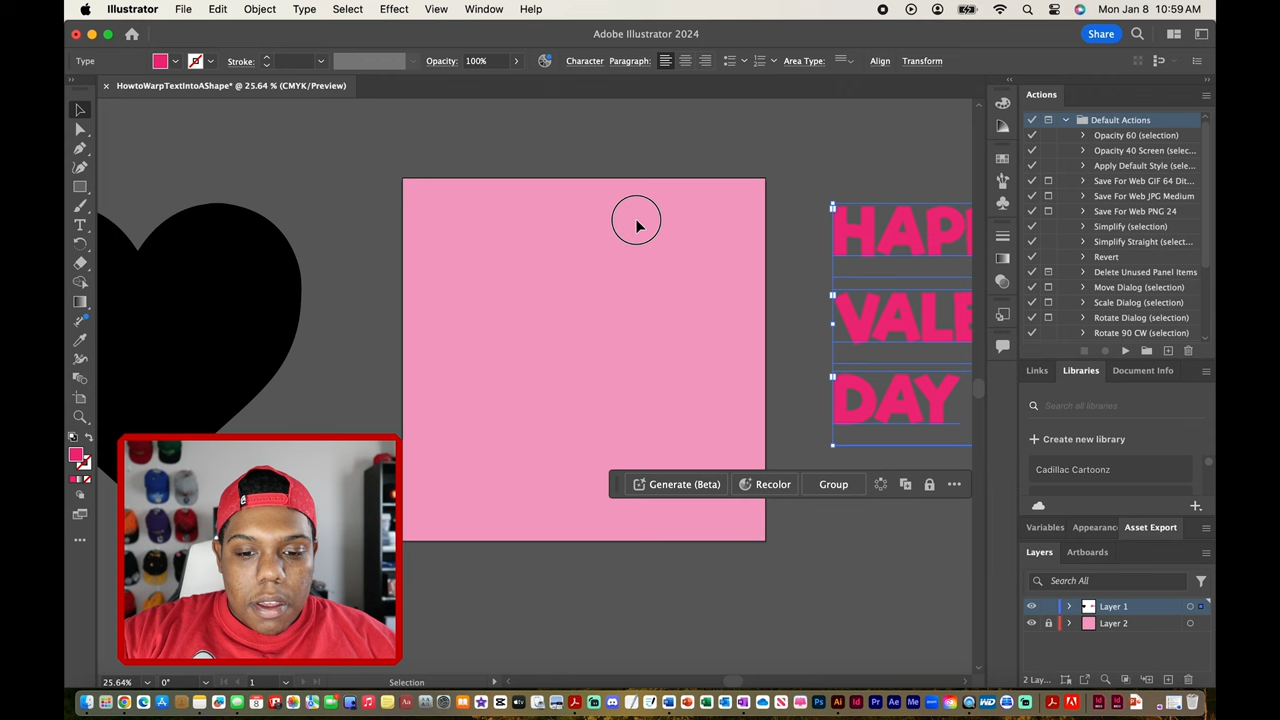 Illustrator File Edit Object Type Select Effect View Window Help Mon Jan 8 10:59AM
Adobe Illustrator 2024 Share
Type Stroke: Opacity: 100% Character Paragraph: Area Type: Align Transform
× HowtoWarpTextIntoAShape* @ 25.64 % (CMYK/Preview)
Actions
Default Actions
Opacity 60 (selection)
Opacity 40 Screen (selec...
Apply Default Style (sele...
Save For Web GIF 64 Dit...
Save For Web JPG Medium
Save For Web PNG 24
Simplify (selection)
Simplify Straight (select...
Revert
Delete Unused Panel Items
Move Dialog (selection)
Scale Dialog (selection)
Rotate Dialog (selection)
Rotate 90 CW (selection)
HAPP
VALE
DAY
Generate (Beta) Recolor Group
Links Libraries Document Info
Search all libraries
Create new library
Cadillac Cartoonz
Variables Appearanc Asset Export
Layers Artboards
Search All
Layer 1
Layer 2
2 Lay...
25.64% 0° 1 Selection